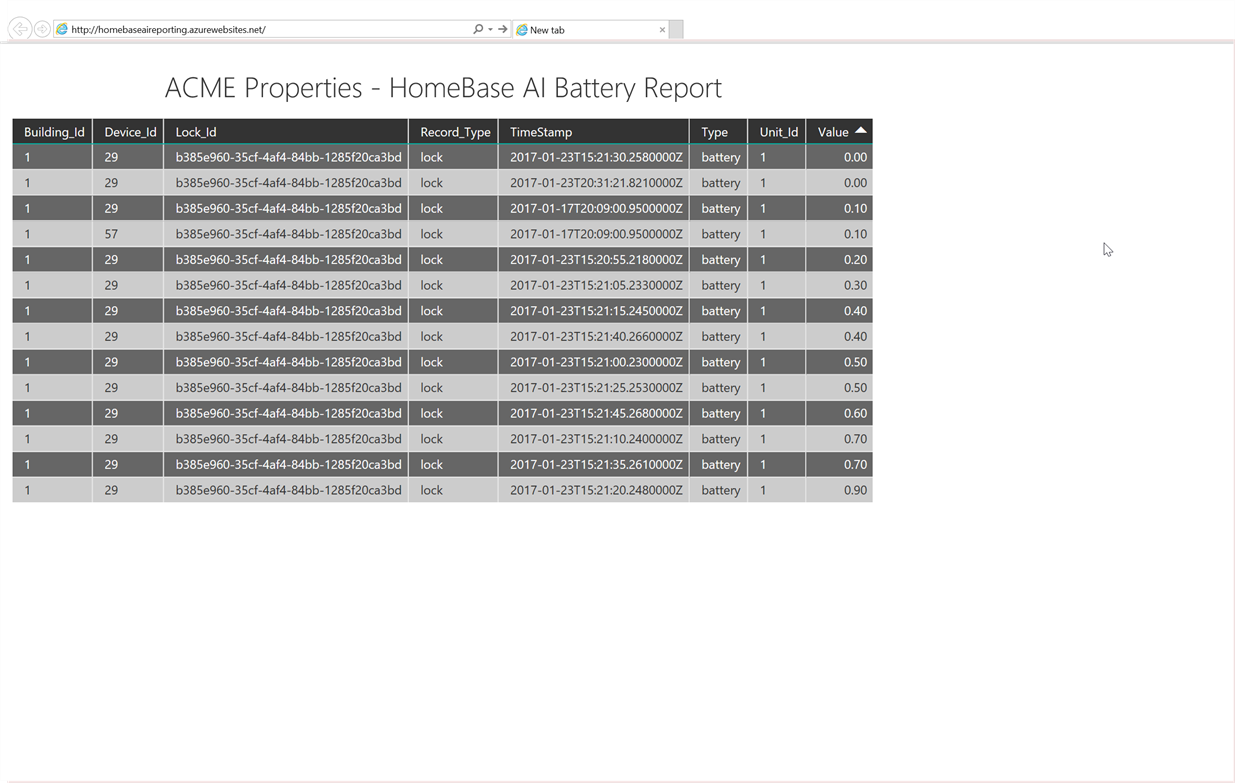 http://homebaseaireporting.azurewebsites.net/ New tab
ACME Properties - HomeBase AI Battery Report
Building_Id Device_Id Lock_Id Record_Type TimeStamp Type Unit_Id Value
1 29 b385e960-35cf-4af4-84bb-1285f20ca3bd lock 2017-01-23T15:21:30.2580000Z battery 1 0.00
1 29 b385e960-35cf-4af4-84bb-1285f20ca3bd lock 2017-01-23T20:31:21.8210000Z battery 1 0.00
1 29 b385e960-35cf-4af4-84bb-1285f20ca3bd lock 2017-01-17T20:09:00.9500000Z battery 1 0.10
1 57 b385e960-35cf-4af4-84bb-1285f20ca3bd lock 2017-01-17T20:09:00.9500000Z battery 1 0.10
1 29 b385e960-35cf-4af4-84bb-1285f20ca3bd lock 2017-01-23T15:20:55.2180000Z battery 1 0.20
1 29 b385e960-35cf-4af4-84bb-1285f20ca3bd lock 2017-01-23T15:21:05.2330000Z battery 1 0.30
1 29 b385e960-35cf-4af4-84bb-1285f20ca3bd lock 2017-01-23T15:21:15.2450000Z battery 1 0.40
1 29 b385e960-35cf-4af4-84bb-1285f20ca3bd lock 2017-01-23T15:21:40.2660000Z battery 1 0.40
1 29 b385e960-35cf-4af4-84bb-1285f20ca3bd lock 2017-01-23T15:21:00.2300000Z battery 1 0.50
1 29 b385e960-35cf-4af4-84bb-1285f20ca3bd lock 2017-01-23T15:21:25.2530000Z battery 1 0.50
1 29 b385e960-35cf-4af4-84bb-1285f20ca3bd lock 2017-01-23T15:21:45.2680000Z battery 1 0.60
1 29 b385e960-35cf-4af4-84bb-1285f20ca3bd lock 2017-01-23T15:21:10.2400000Z battery 1 0.70
1 29 b385e960-35cf-4af4-84bb-1285f20ca3bd lock 2017-01-23T15:21:35.2610000Z battery 1 0.70
1 29 b385e960-35cf-4af4-84bb-1285f20ca3bd lock 2017-01-23T15:21:20.2480000Z battery 1 0.90